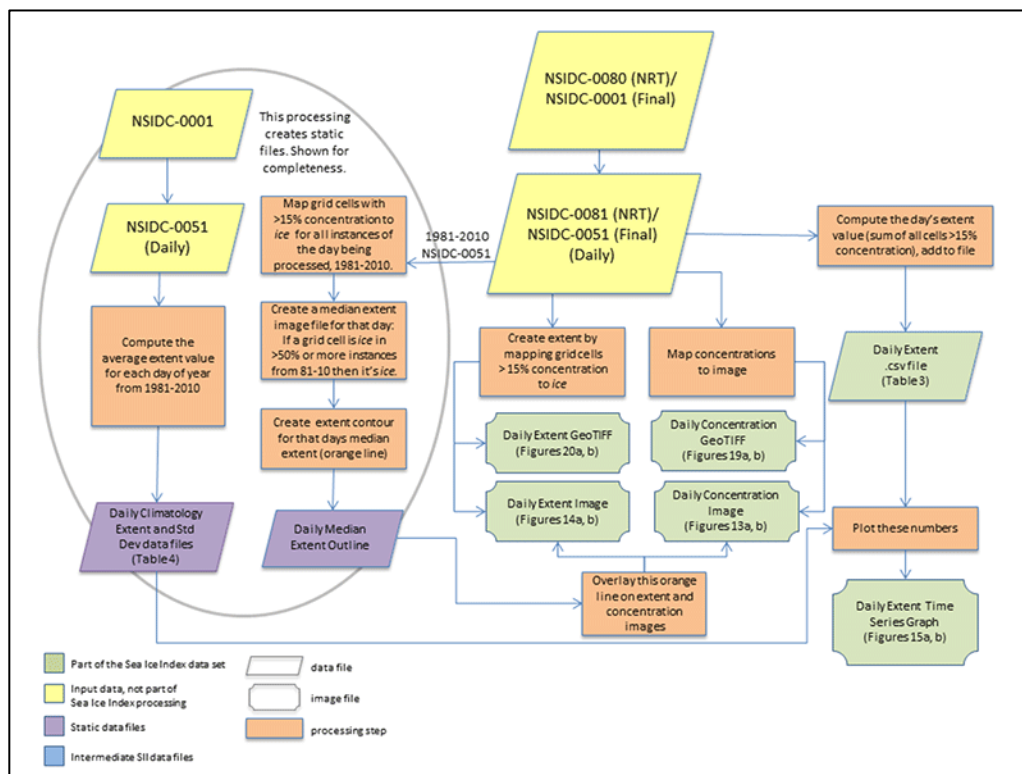 NSIDC-0001
This processing
creates static
files. Shown for
completeness.
NSIDC-0080 (NRT)/
NSIDC-0001 (Final)
NSIDC-0051
(Daily)
Map grid cells with
>15% concentration to
ice for all instances
of the day being
processed, 1981-2010.
1981-2010
NSIDC-0051
NSIDC-0081 (NRT)/
NSIDC-0051 (Final)
(Daily)
Compute the day's extent
value (sum of all cells >15%
concentration), add to file
Compute the
average extent value
for each day of year
from 1981-2010
Create a median extent
image file for that day:
If a grid cell is ice in
>50% or more instances
from 81-10 then it's ice.
Create extent by
mapping grid cells
>15% concentration
to ice
Map concentrations
to image
Daily Extent
.csv file
(Table 3)
Create extent contour
for that days median
extent (orange line)
Daily Extent GeoTIFF
(Figures 20a, b)
Daily Concentration
GeoTIFF
(Figures 19a, b)
Daily Climatology
Extent and Std
Dev data files
(Table 4)
Daily Median
Extent Outline
Daily Extent Image
(Figures 14a, b)
Daily Concentration
Image
(Figures 13a, b)
Plot these numbers
Overlay this orange
line on extent and
concentration
images
Daily Extent Time
Series Graph
(Figures 15a, b)
Part of the Sea Ice Index data set
Input data, not part of
Sea Ice Index processing
Static data files
Intermediate SII data files
data file
image file
processing step